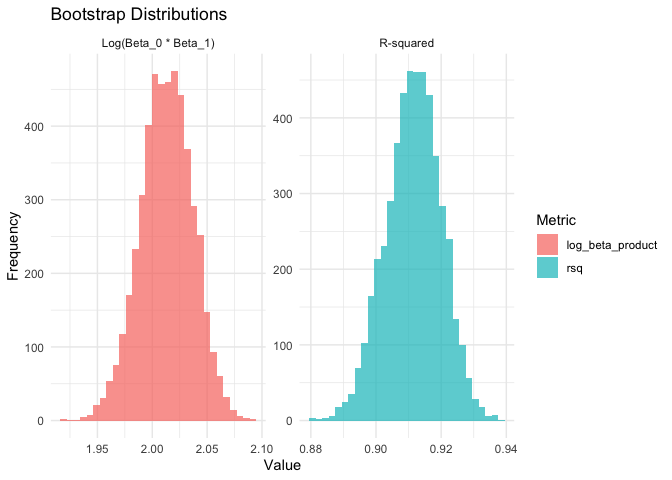 Bootstrap Distributions
Log(Beta_0 * Beta_1)
R-squared
Frequency
400
300
200
100
0
400
300
200
100
0
1.95
2.00
2.05
2.10
0.88
0.90
0.92
0.94
Value
Metric
log_beta_product
rsq